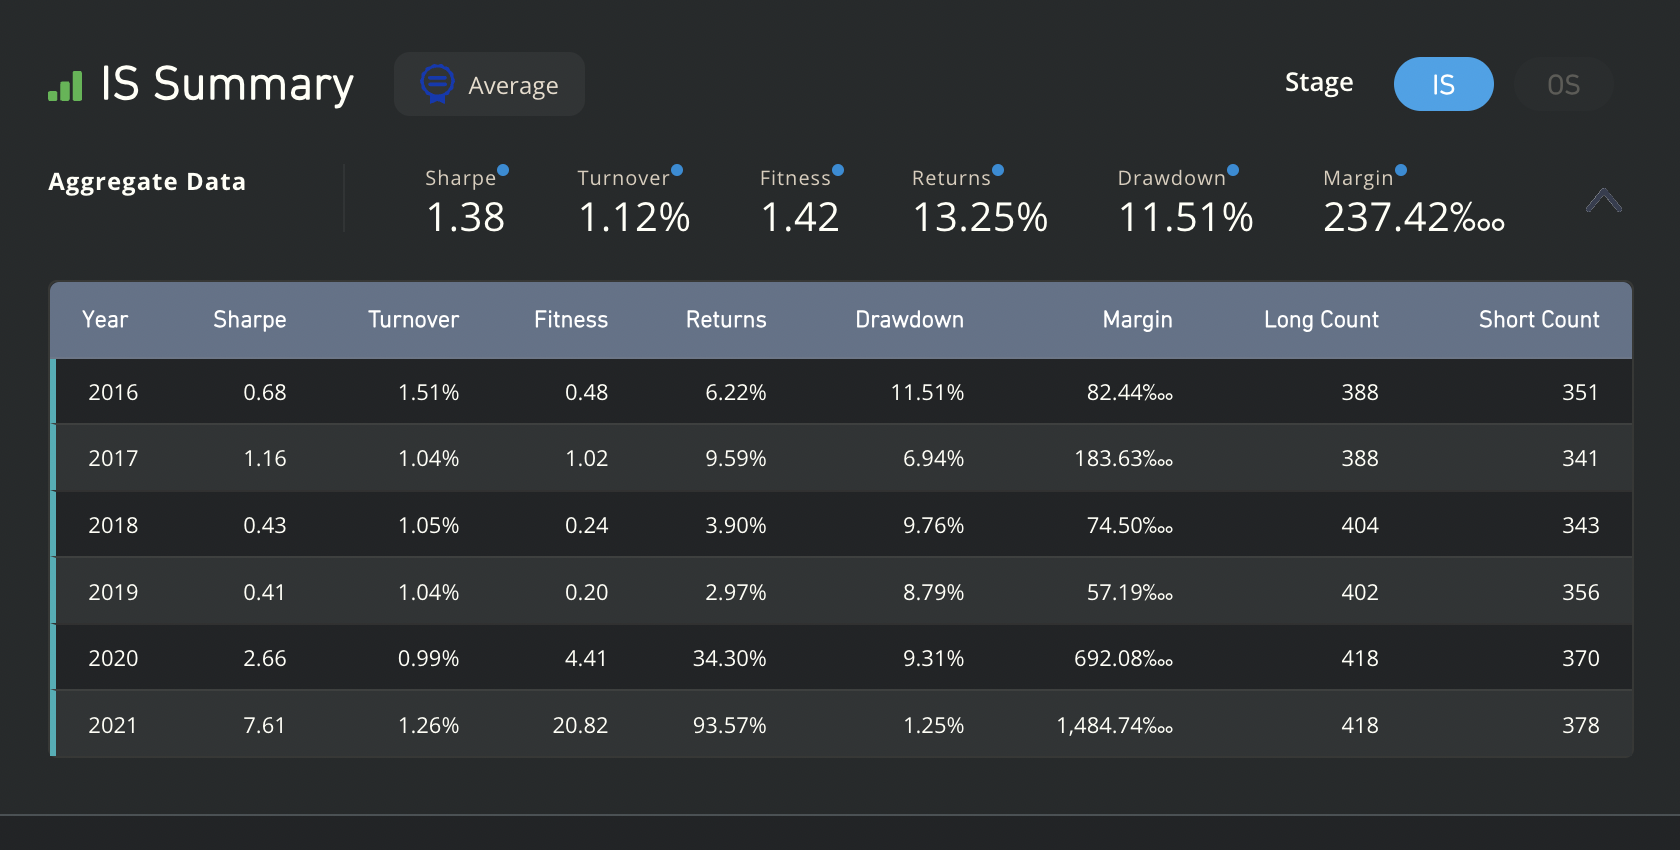 IS Summary Average Stage IS OS
Aggregate Data
Sharpe Turnover Fitness Returns Drawdown Margin
1.38 1.12% 1.42 13.25% 11.51% 237.42‱
Year Sharpe Turnover Fitness Returns Drawdown Margin Long Count Short Count
2016 0.68 1.51% 0.48 6.22% 11.51% 82.44‱ 388 351
2017 1.16 1.04% 1.02 9.59% 6.94% 183.63‱ 388 341
2018 0.43 1.05% 0.24 3.90% 9.76% 74.50‱ 404 343
2019 0.41 1.04% 0.20 2.97% 8.79% 57.19‱ 402 356
2020 2.66 0.99% 4.41 34.30% 9.31% 692.08‱ 418 370
2021 7.61 1.26% 20.82 93.57% 1.25% 1,484.74‱ 418 378